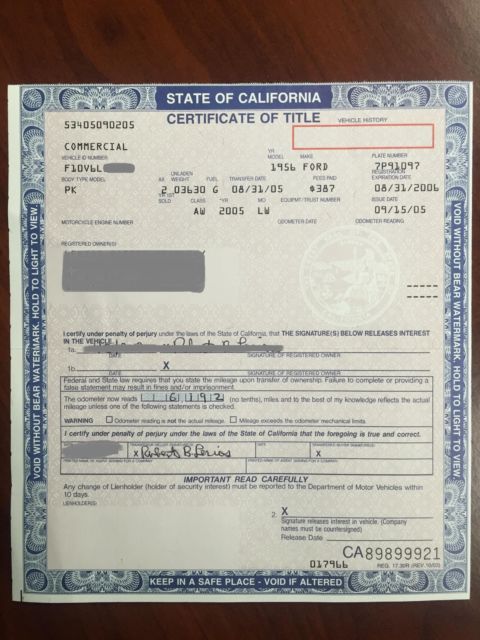 STATE OF CALIFORNIA
CERTIFICATE OF TITLE
VEHICLE HISTORY
53405090205
COMMERCIAL
VEHICLE ID NUMBER YR MODEL MAKE PLATE NUMBER
F10V6L 1956 FORD 7P91097
BODY TYPE MODEL AX UNLADEN WEIGHT FUEL TRANSFER DATE FEES PAID REGISTRATION EXPIRATION DATE
PK 2 03630 G 08/31/05 $387 08/31/2006
YR 1ST SOLD CLASS YR MO EQUIPMT/TRUST NUMBER ISSUE DATE
AW 2005 LW 09/15/05
MOTORCYCLE ENGINE NUMBER ODOMETER DATE ODOMETER READING
REGISTERED OWNER(S)
I certify under penalty of perjury under the laws of the State of California, that THE SIGNATURE(S) BELOW RELEASES INTEREST
IN THE VEHICLE.
1a.
DATE SIGNATURE OF REGISTERED OWNER
1b. X
DATE SIGNATURE OF REGISTERED OWNER
Federal and State law requires that you state the mileage upon transfer of ownership. Failure to complete or providing a
false statement may result in fines and/or imprisonment.
The odometer now reads (no tenths), miles and to the best of my knowledge reflects the actual
mileage unless one of the following statements is checked.
WARNING Odometer reading is not the actual mileage. Mileage exceeds the odometer mechanical limits.
I certify under penalty of perjury under the laws of the State of California that the foregoing is true and correct.
X X
IMPORTANT READ CAREFULLY
Any change of Lienholder (holder of security interest) must be reported to the Department of Motor Vehicles within
10 days.
LIENHOLDER(S)
2. X
Signature releases interest in vehicle. (Company
names must be countersigned)
Release Date
CA89899921
017966 REG. 17.30R (REV. 10/03)
KEEP IN A SAFE PLACE - VOID IF ALTERED
VOID WITHOUT BEAR WATERMARK. HOLD TO LIGHT TO VIEW.
VOID WITHOUT BEAR WATERMARK. HOLD TO LIGHT TO VIEW.